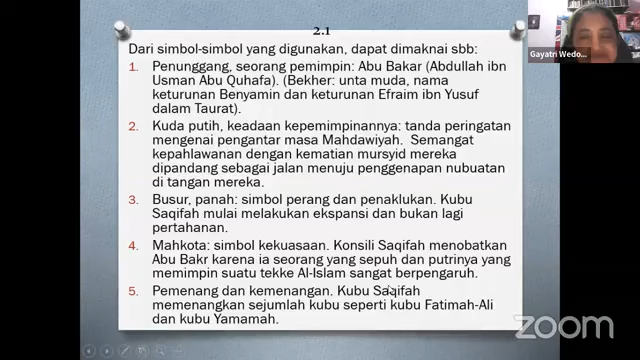 2.1
Dari simbol-simbol yang digunakan, dapat dimaknai sbb:
1. Penunggang, seorang pemimpin: Abu Bakar (Abdullah ibn
Usman Abu Quhafa). (Bekher: unta muda, nama
keturunan Benyamin dan keturunan Efraim ibn Yusuf
dalam Taurat).
2. Kuda putih, keadaan kepemimpinannya: tanda peringatan
mengenai pengantar masa Mahdawiyah. Semangat
kepahlawanan dengan kematian mursyid mereka
dipandang sebagai jalan menuju penggenapan nubuatan
di tangan mereka.
3. Busur, panah: simbol perang dan penaklukan. Kubu
Saqifah mulai melakukan ekspansi dan bukan lagi
pertahanan.
4. Mahkota: simbol kekuasaan. Konsili Saqifah menobatkan
Abu Bakr karena ia seorang yang sepuh dan putrinya yang
memimpin suatu tekke Al-Islam sangat berpengaruh.
5. Pemenang dan kemenangan. Kubu Saqifah
memenangkan sejumlah kubu seperti kubu Fatimah-Ali
dan kubu Yamamah.
Gayatri Wedo...
zoom